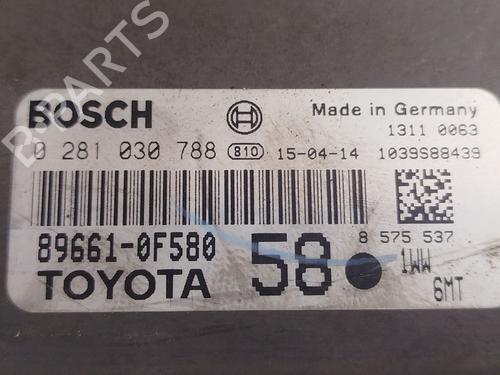 B-PARTS
BOSCH
Made in Germany
1311 0063
0 281 030 788 810 15-04-14 1039S88439
8 575 537
89661-0F580
58
1WW
TOYOTA
6MT